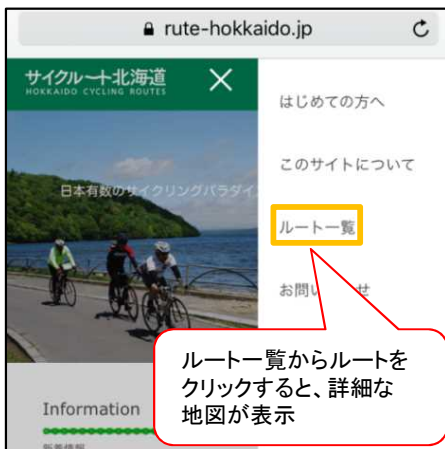 rute-hokkaido.jp
サイクルート北海道
HOKKAIDO CYCLING ROUTES
はじめての方へ
このサイトについて
日本有数のサイクリングパラダイ
ルート一覧
お問い せ
ルート一覧からルートを
クリックすると、詳細な
地図が表示
Information
新着情報